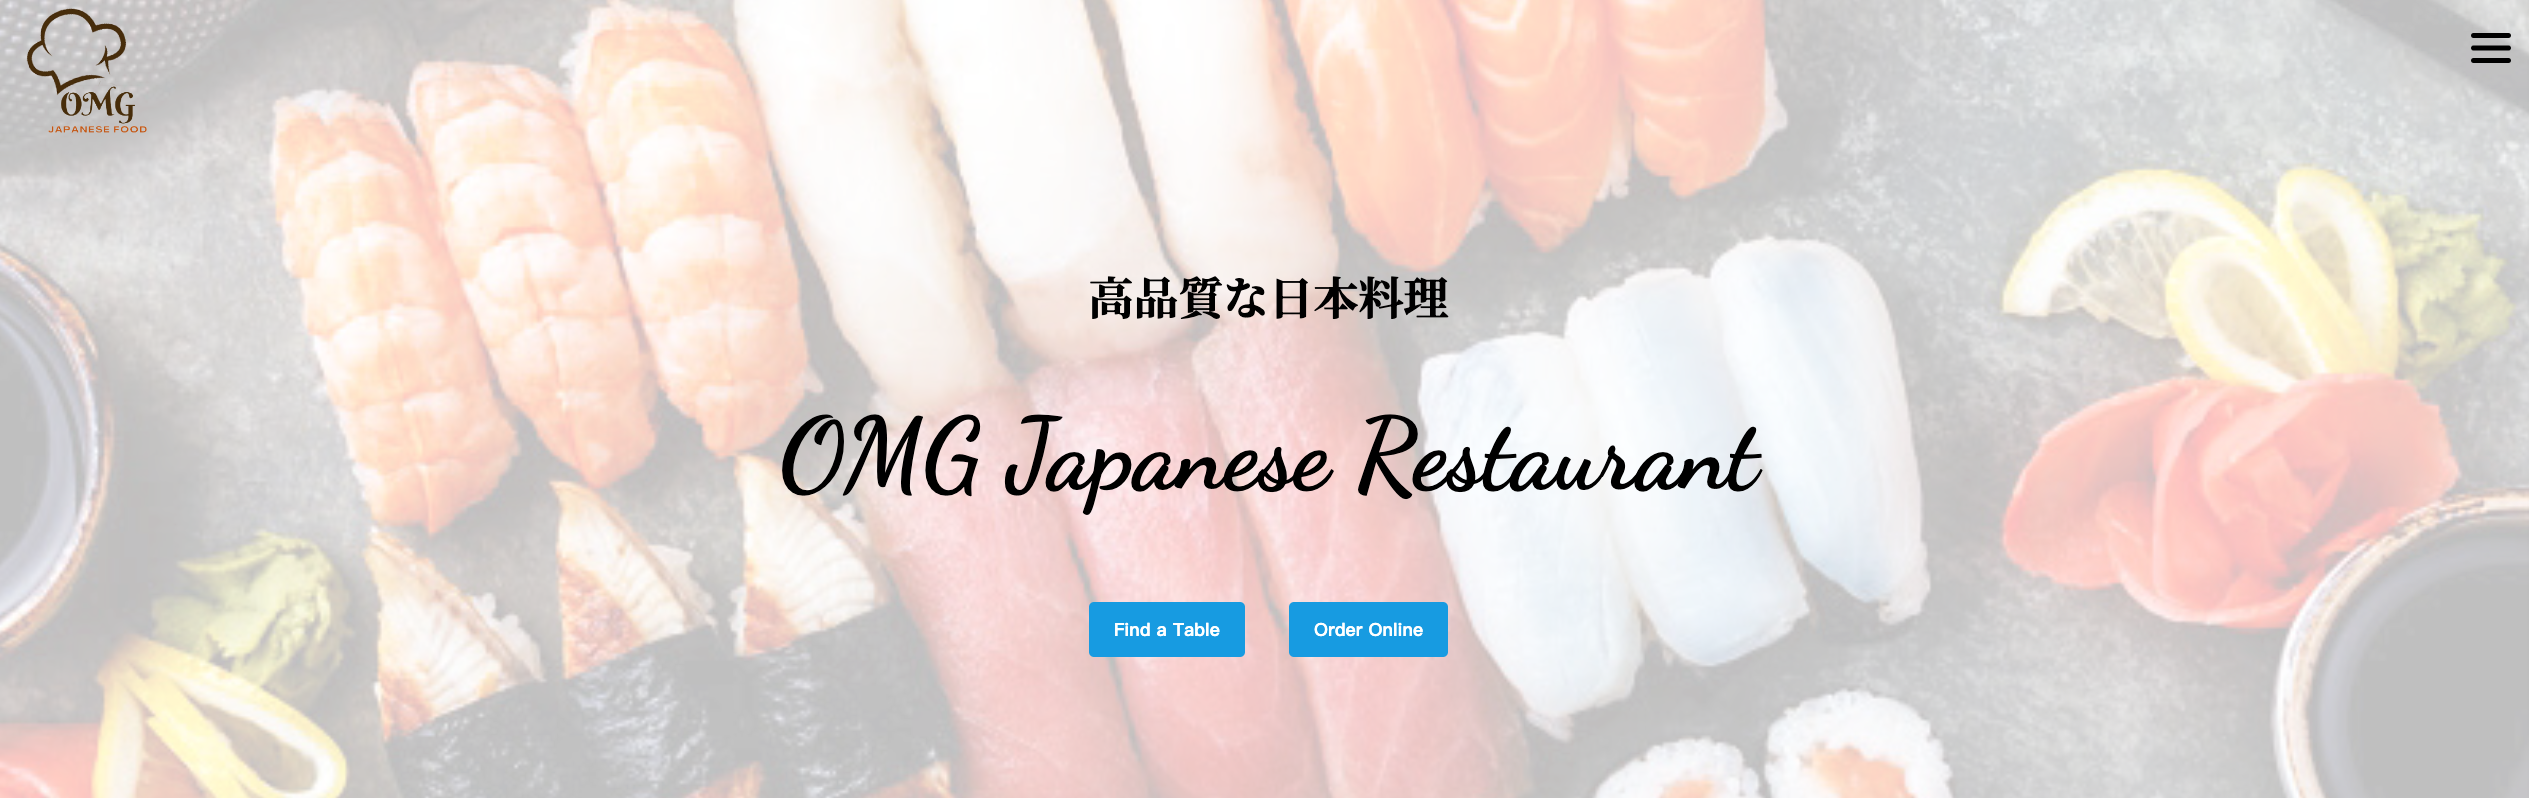 OMG
JAPANESE FOOD
高品質な日本料理
OMG Japanese Restaurant
Find a Table
Order Online